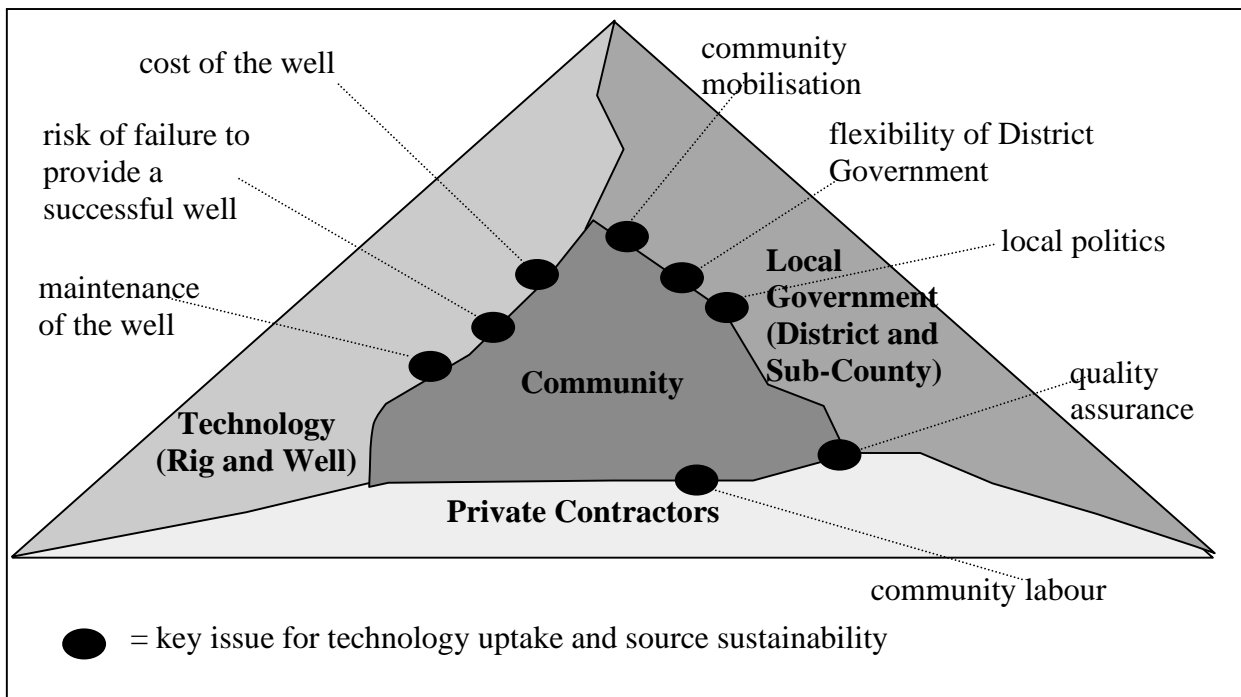 cost of the well
community
mobilisation
risk of failure to
provide a
successful well
flexibility of District
Government
local politics
maintenance
of the well
Local
Government
(District and
Sub-County)
Community
quality
assurance
Technology
(Rig and Well)
Private Contractors
community labour
= key issue for technology uptake and source sustainability